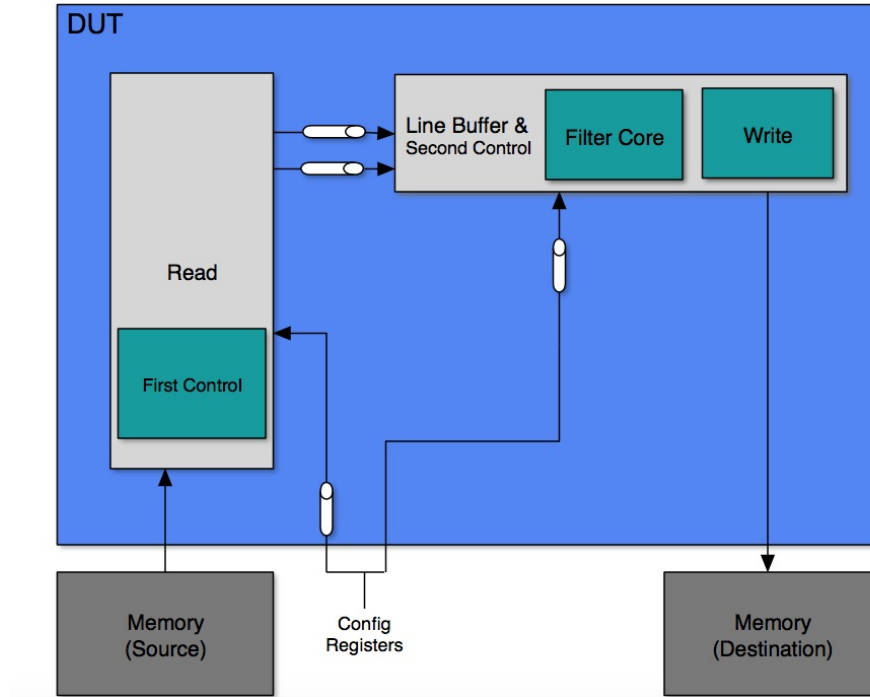 DUT
Line Buffer &
Second Control
Filter Core
Write
Read
First Control
Memory
(Source)
Config
Registers
Memory
(Destination)